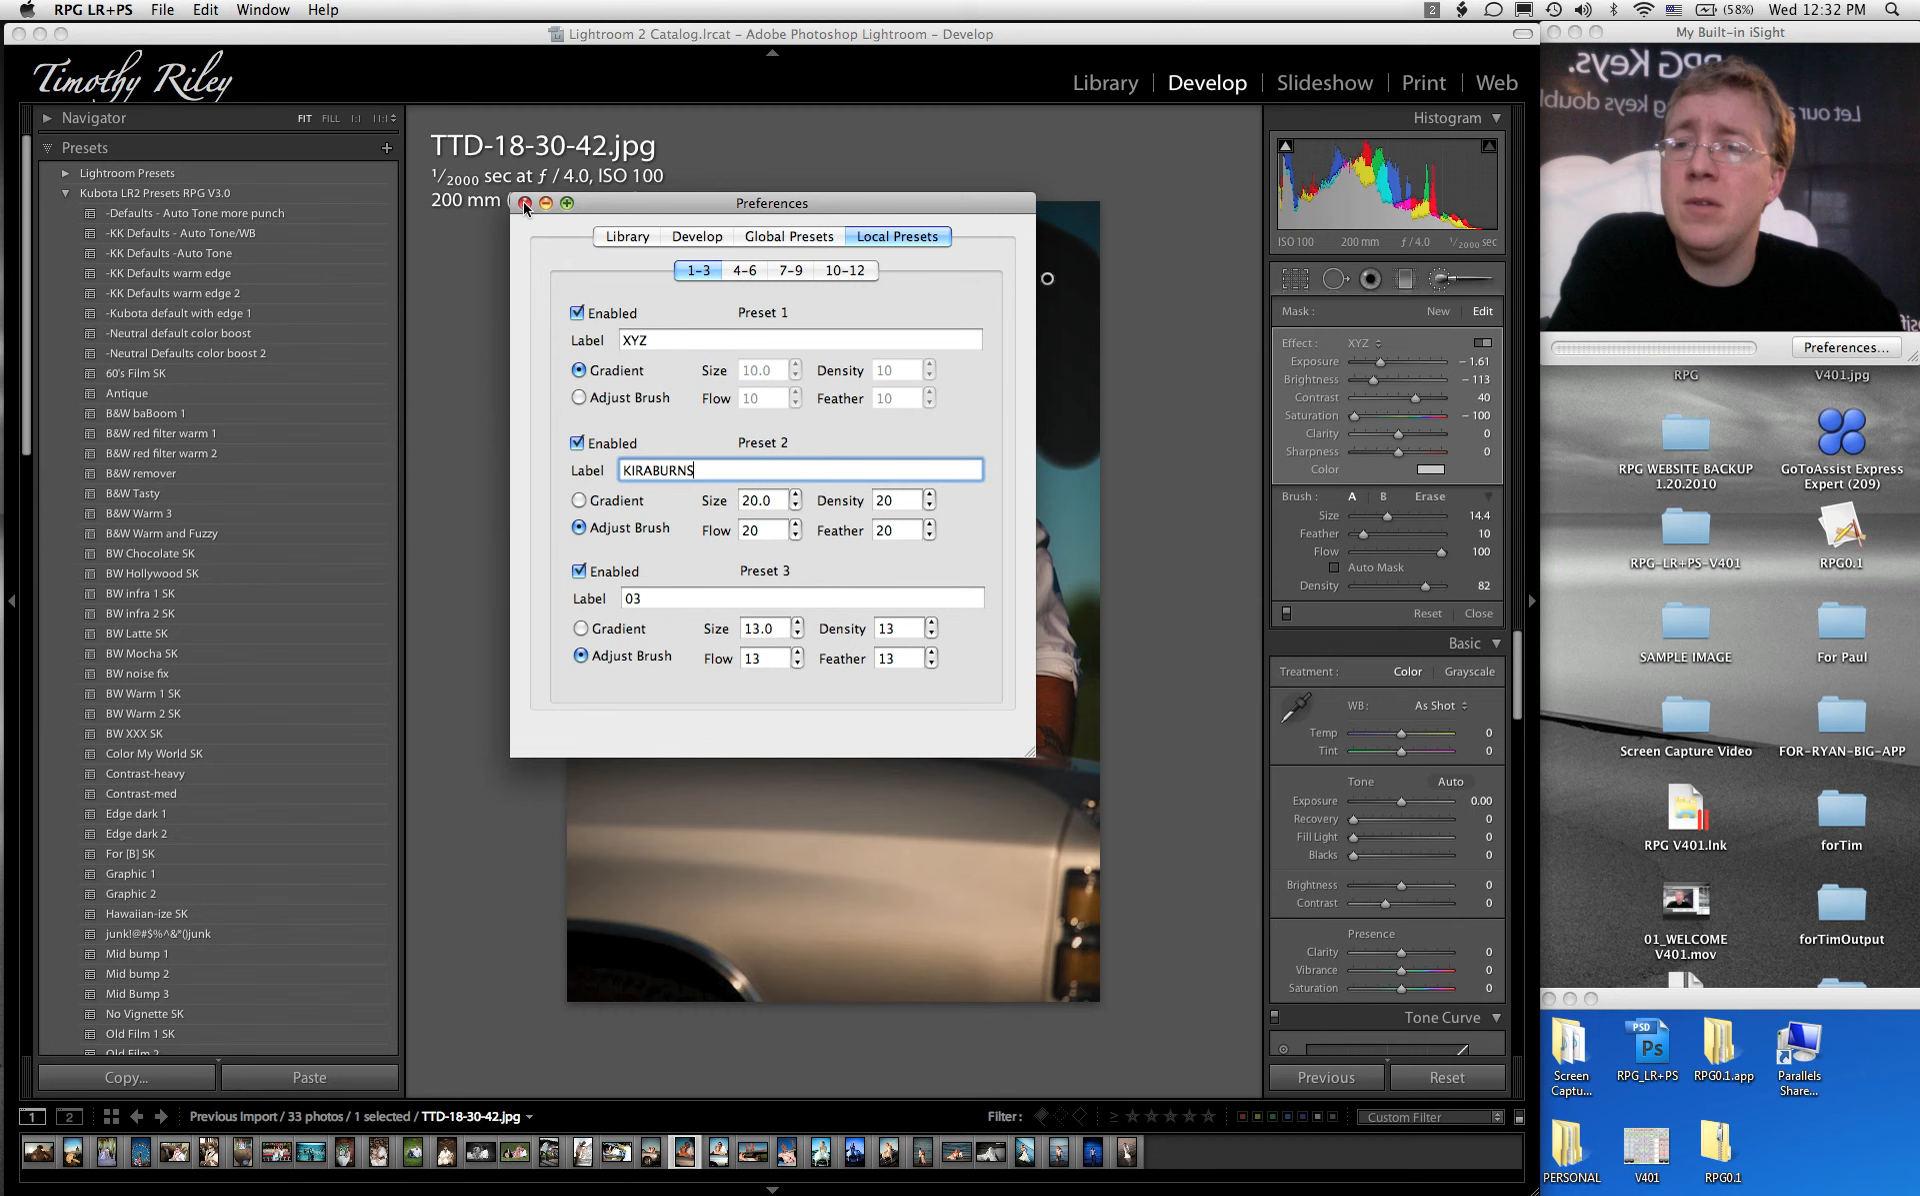 RPG LR+PS File Edit Window Help
2 (58%) Wed 12:32 PM
Lightroom 2 Catalog.lrcat – Adobe Photoshop Lightroom – Develop
Timothy Riley
Library | Develop | Slideshow | Print | Web
Navigator FIT FILL 1:1 11:1
Presets +
Lightroom Presets
Kubota LR2 Presets RPG V3.0
-Defaults - Auto Tone more punch
-KK Defaults - Auto Tone/WB
-KK Defaults -Auto Tone
-KK Defaults warm edge
-KK Defaults warm edge 2
-Kubota default with edge 1
-Neutral default color boost
-Neutral Defaults color boost 2
60's Film SK
Antique
B&W baBoom 1
B&W red filter warm 1
B&W red filter warm 2
B&W remover
B&W Tasty
B&W Warm 3
B&W Warm and Fuzzy
BW Chocolate SK
BW Hollywood SK
BW infra 1 SK
BW infra 2 SK
BW Latte SK
BW Mocha SK
BW noise fix
BW Warm 1 SK
BW Warm 2 SK
BW XXX SK
Color My World SK
Contrast-heavy
Contrast-med
Edge dark 1
Edge dark 2
For [B] SK
Graphic 1
Graphic 2
Hawaiian-ize SK
junk!@#$%^&*()junk
Mid bump 1
Mid bump 2
Mid Bump 3
No Vignette SK
Old Film 1 SK
Old Film 2
Copy... Paste
TTD-18-30-42.jpg
1/2000 sec at ƒ / 4.0, ISO 100
200 mm (
Preferences
Library Develop Global Presets Local Presets
1–3 4–6 7–9 10–12
Enabled Preset 1
Label XYZ
Gradient Size 10.0 Density 10
Adjust Brush Flow 10 Feather 10
Enabled Preset 2
Label KIRABURNS
Gradient Size 20.0 Density 20
Adjust Brush Flow 20 Feather 20
Enabled Preset 3
Label 03
Gradient Size 13.0 Density 13
Adjust Brush Flow 13 Feather 13
Histogram
ISO 100 200 mm ƒ / 4.0 1/2000 sec
Mask : New Edit
Effect : XYZ
Exposure – 1.61
Brightness – 113
Contrast 40
Saturation – 100
Clarity 0
Sharpness 0
Color
Brush : A B Erase
Size 14.4
Feather 10
Flow 100
Auto Mask
Density 82
Reset Close
Basic
Treatment : Color Grayscale
WB: As Shot
Temp 0
Tint 0
Tone Auto
Exposure 0.00
Recovery 0
Fill Light 0
Blacks 0
Brightness 0
Contrast 0
Presence
Clarity 0
Vibrance 0
Saturation 0
Tone Curve
Previous Reset
1 2 Previous Import / 33 photos / 1 selected / TTD-18-30-42.jpg
Filter : Custom Filter
My Built-in iSight
RPG Keys.
Preferences...
RPG V401.jpg
RPG WEBSITE BACKUP 1.20.2010
GoToAssist Express Expert (209)
RPG-LR+PS-V401 RPG0.1
SAMPLE IMAGE For Paul
Screen Capture Video FOR-RYAN-BIG-APP
RPG V401.lnk forTim
01_WELCOME V401.mov
forTimOutput
PSD Ps
Screen Captu... RPG_LR+PS RPG0.1.app Parallels Share...
PERSONAL V401 RPG0.1